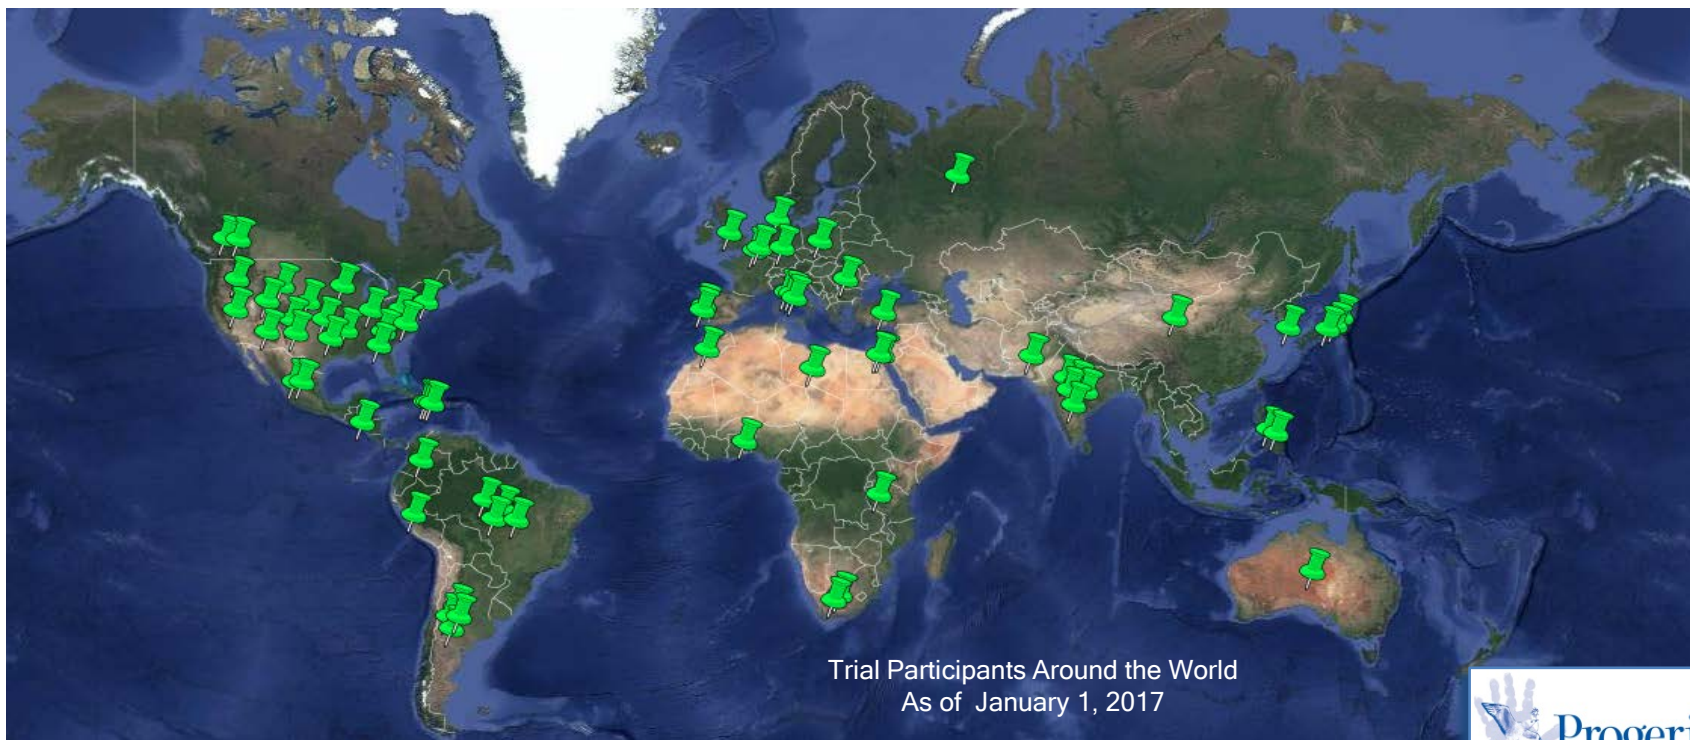 Trial Participants Around the World
As of January 1, 2017